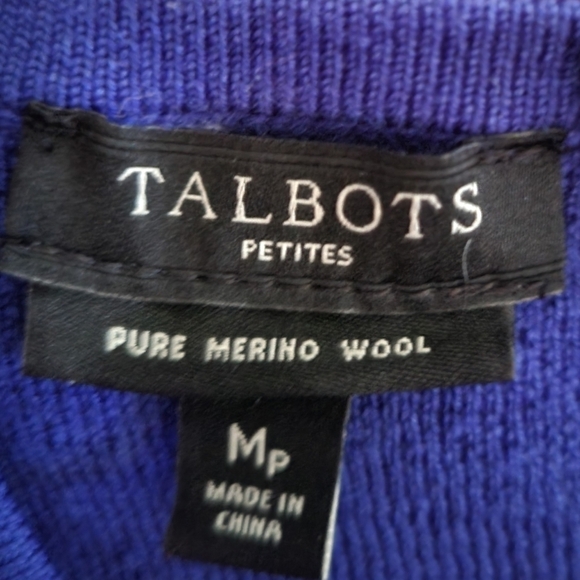 TALBOTS
PETITES
PURE MERINO WOOL
MP
MADE IN
CHINA